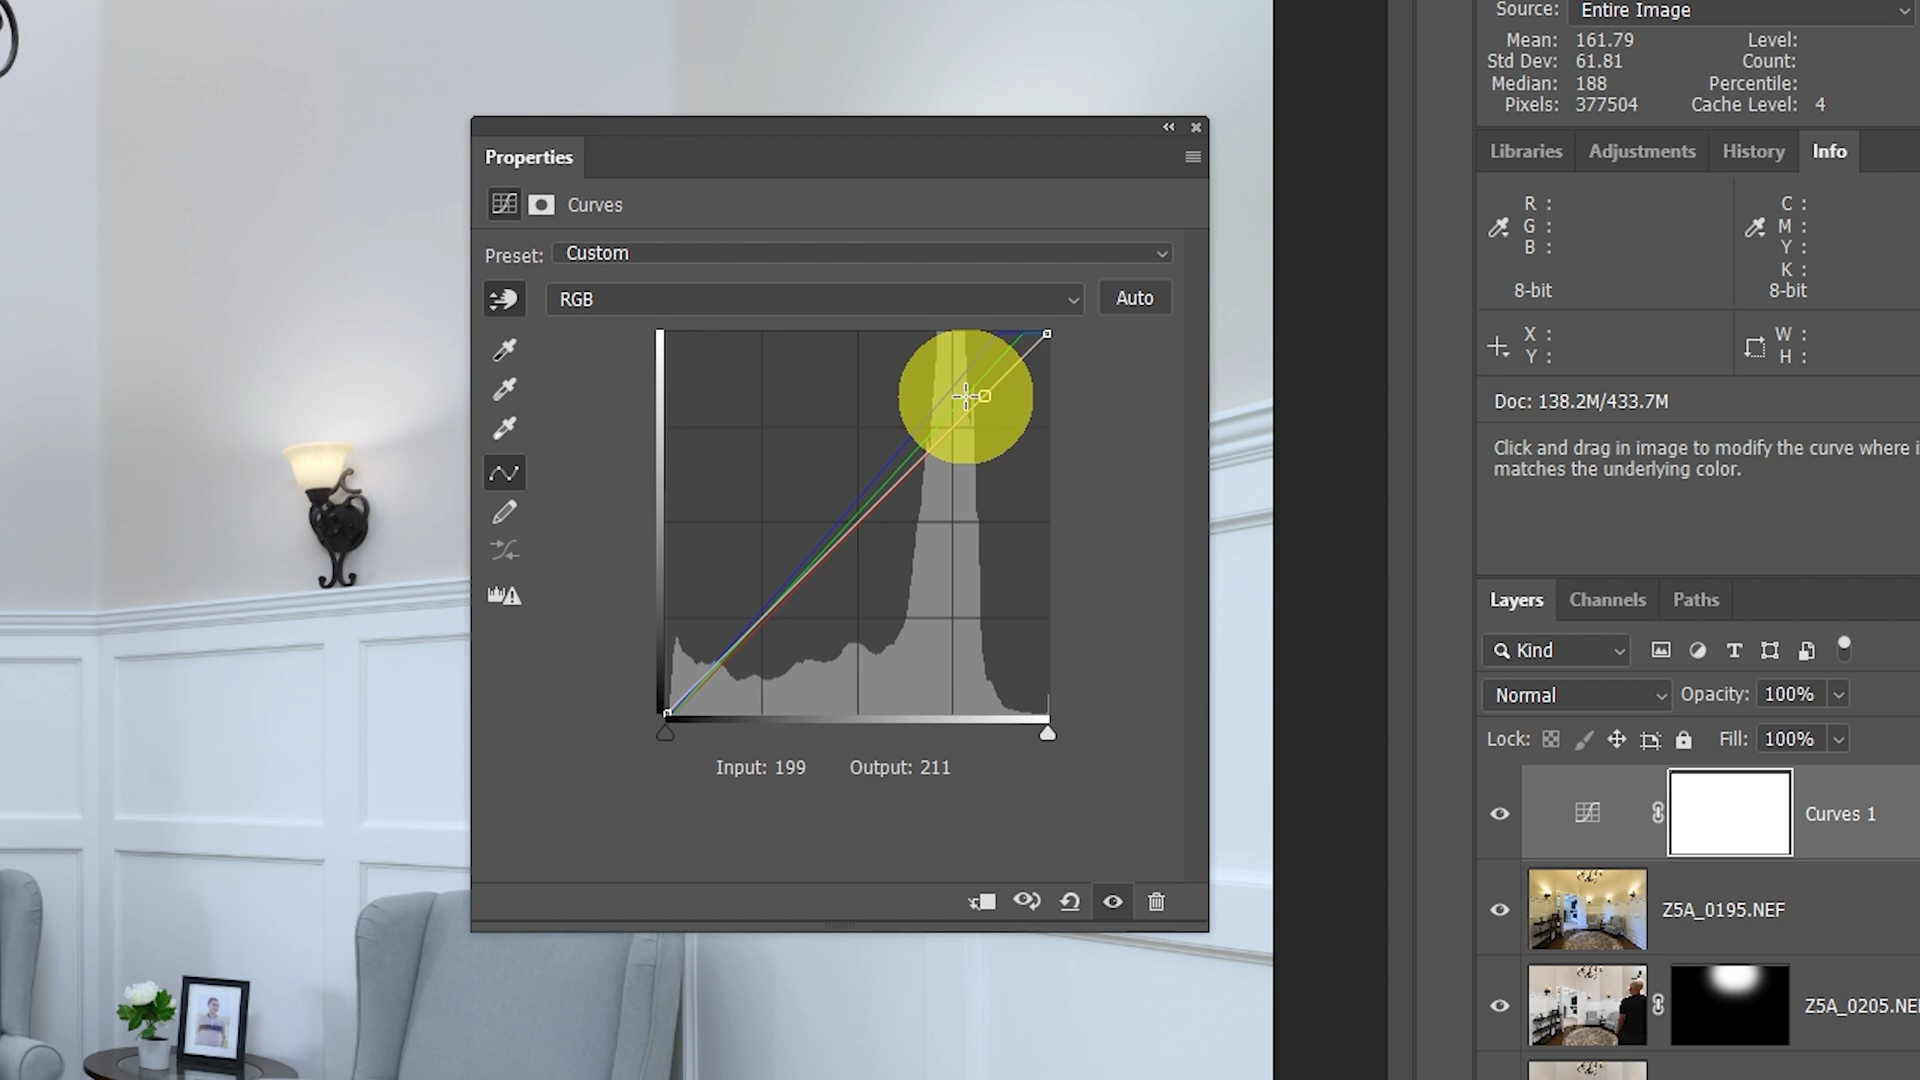 Source: Entire Image
Mean: 161.79 Level:
Std Dev: 61.81 Count:
Median: 188 Percentile:
Pixels: 377504 Cache Level: 4
Properties
Curves
Preset: Custom
RGB Auto
Input: 199 Output: 211
Libraries Adjustments History Info
R : C :
G : M :
B : Y :
K :
8-bit 8-bit
X : W :
Y : H :
Doc: 138.2M/433.7M
Click and drag in image to modify the curve where i
matches the underlying color.
Layers Channels Paths
Kind
Normal Opacity: 100%
Lock: Fill: 100%
Curves 1
Z5A_0195.NEF
Z5A_0205.NE